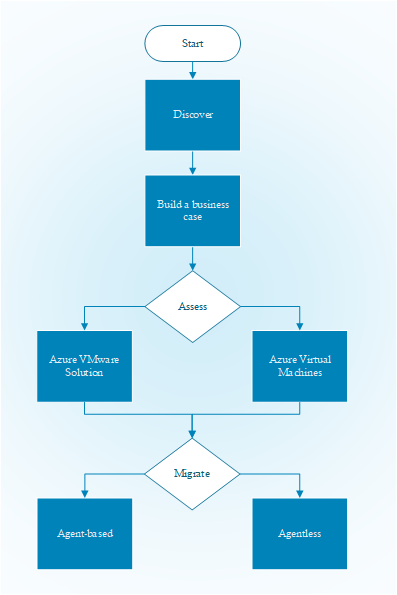 Start
Discover
Build a business
case
Assess
Azure VMware
Solution
Azure Virtual
Machines
Migrate
Agent-based
Agentless